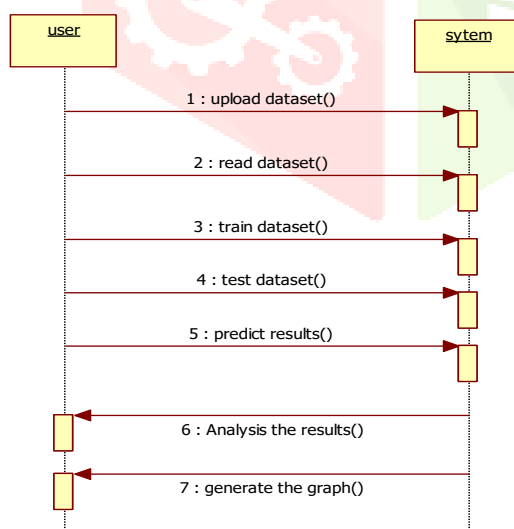 user
sytem
1 : upload dataset()
2 : read dataset()
3 : train dataset()
4 : test dataset()
5 : predict results()
6 : Analysis the results()
7 : generate the graph()